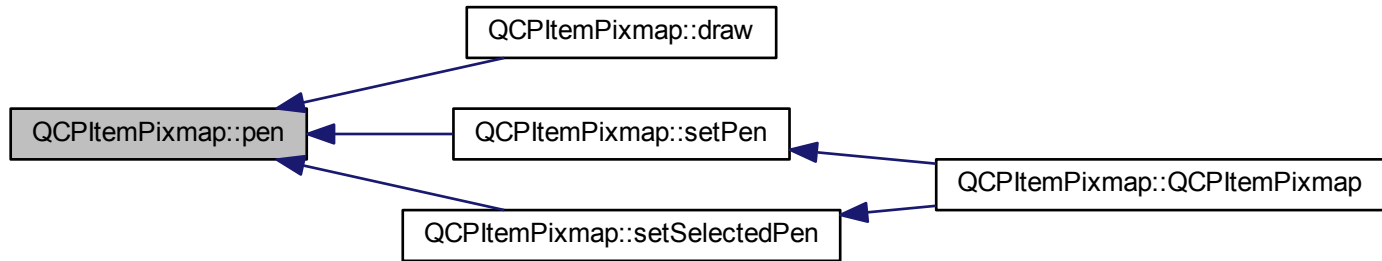 QCPItemPixmap::draw
QCPItemPixmap::pen
QCPItemPixmap::setPen
QCPItemPixmap::QCPItemPixmap
QCPItemPixmap::setSelectedPen